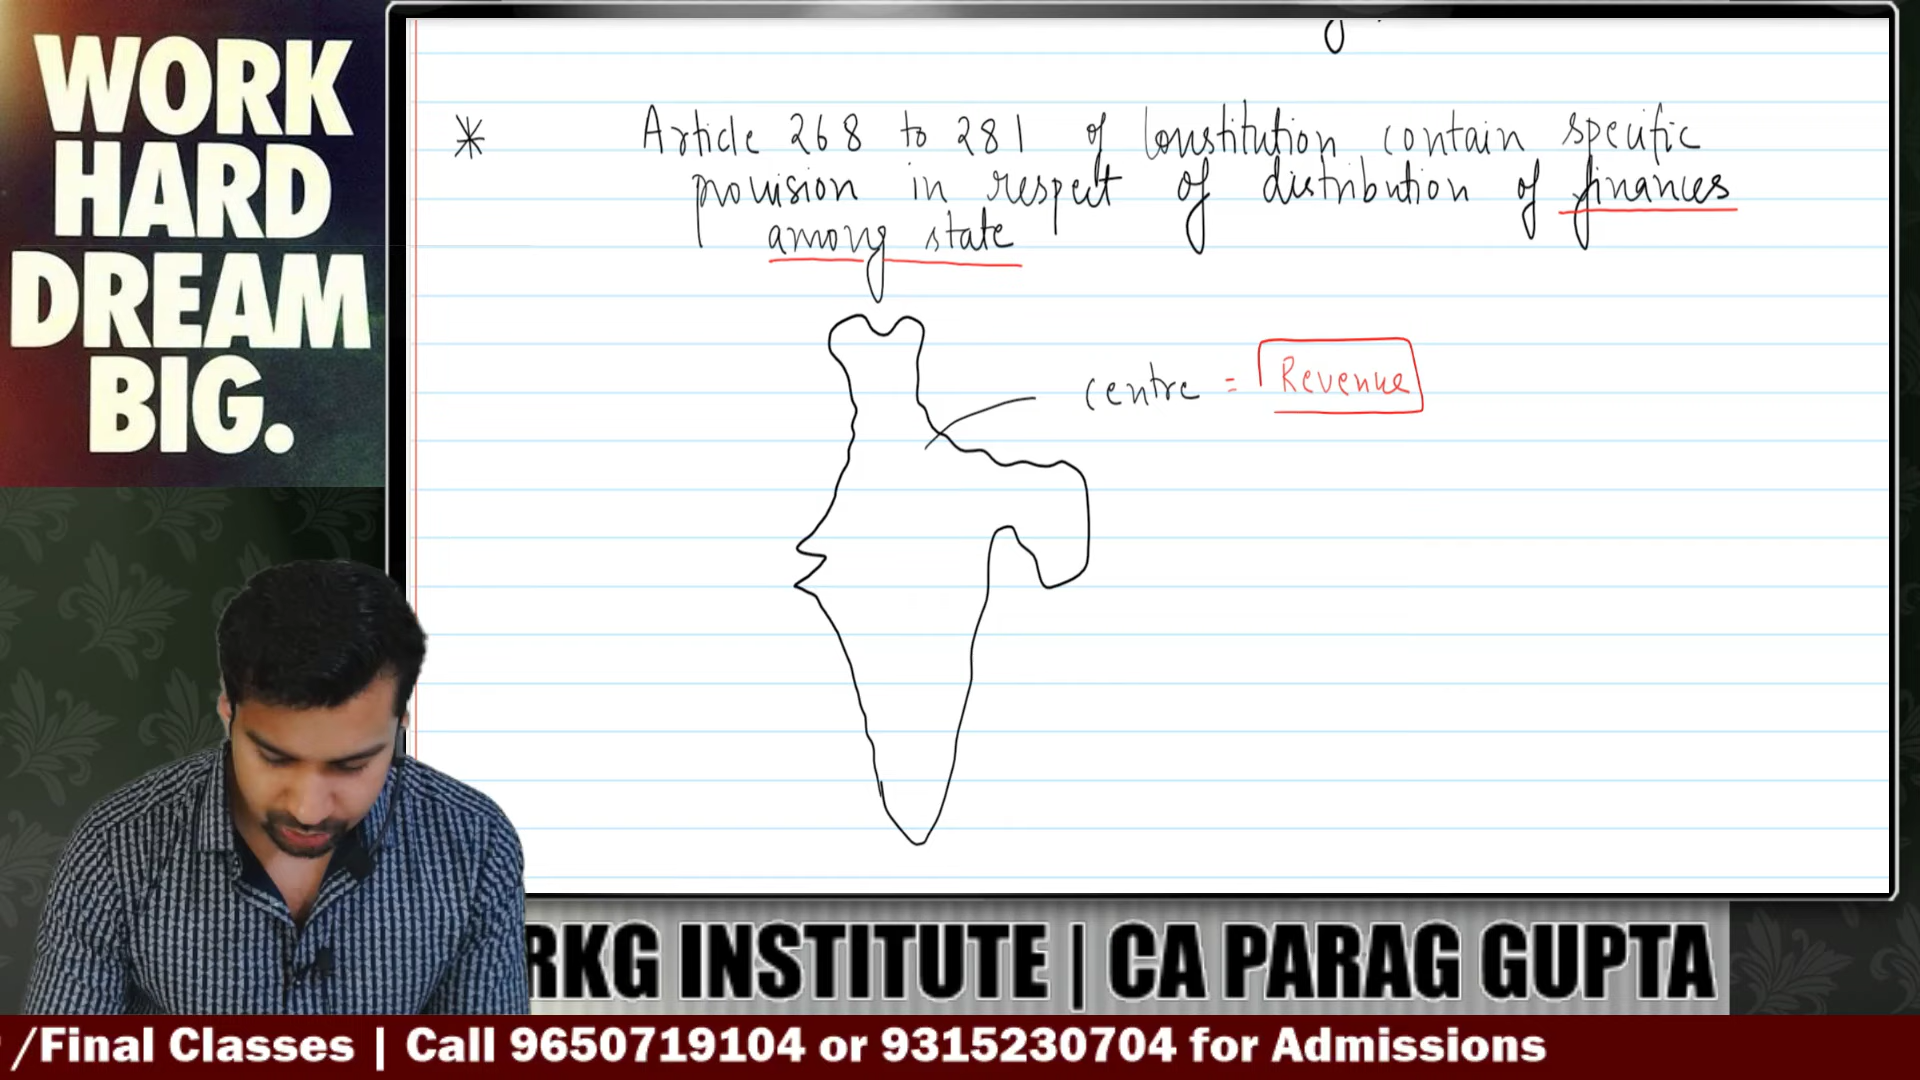 WORK
HARD
DREAM
BIG.
* Article 268 to 281 of Constitution contain specific
provision in respect of distribution of finances
among state
centre = Revenue
RKG INSTITUTE | CA PARAG GUPTA
/Final Classes | Call 9650719104 or 9315230704 for Admissions